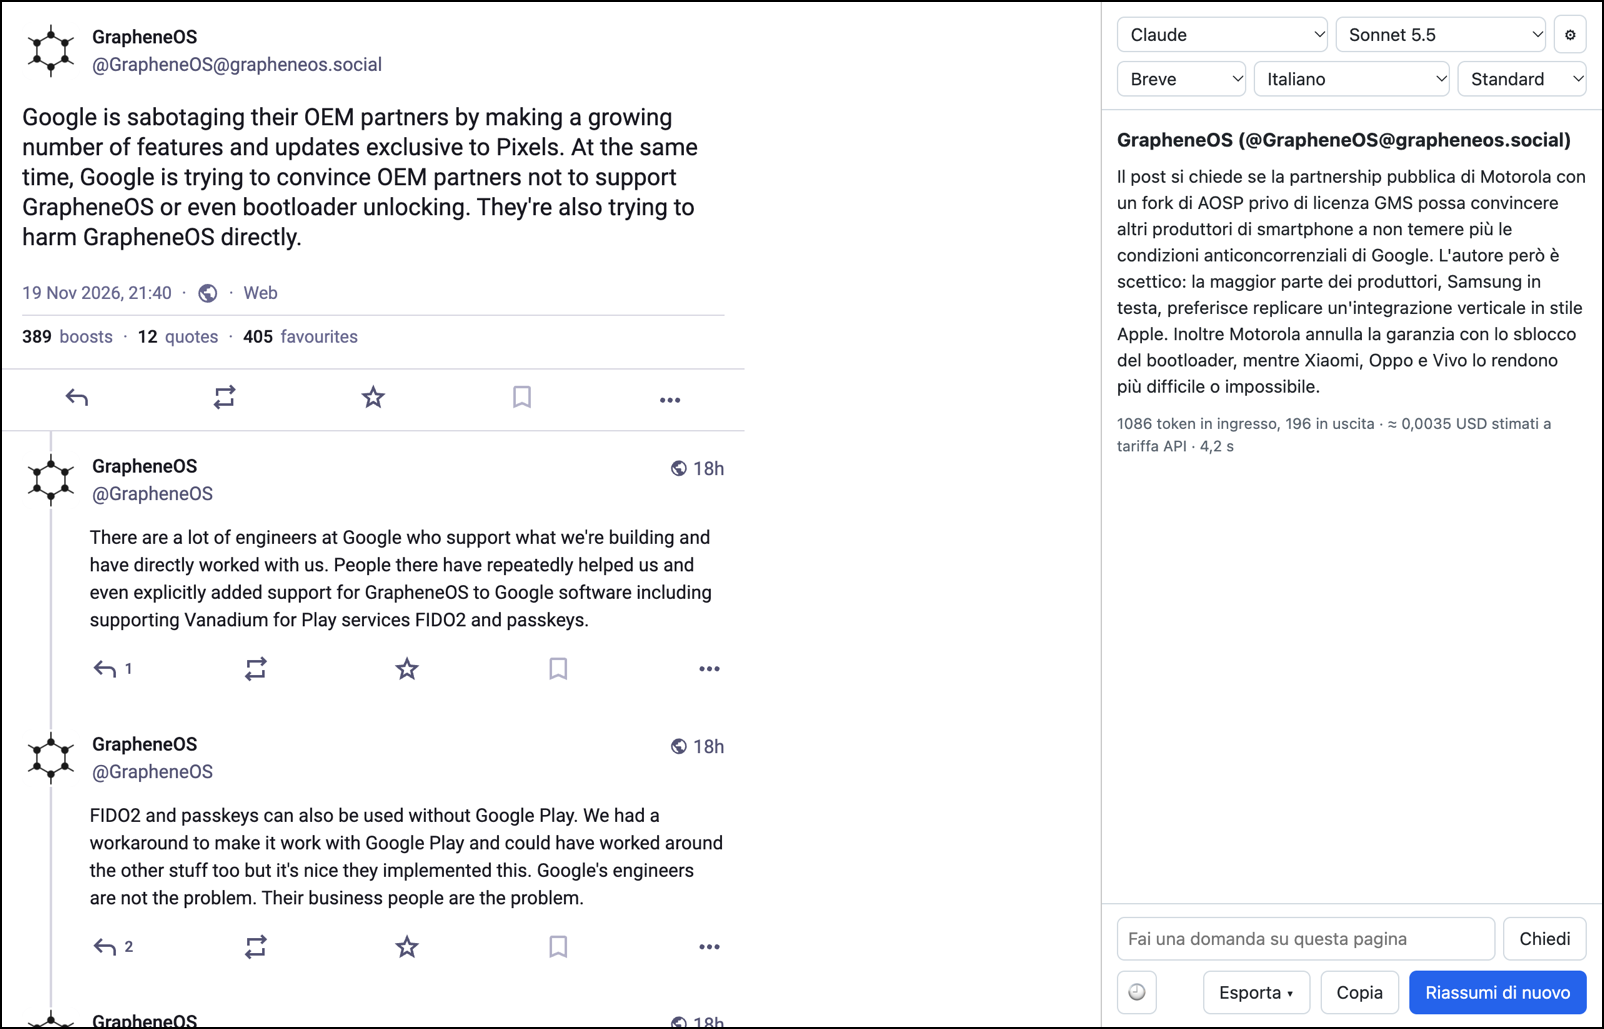 GrapheneOS
@GrapheneOS@grapheneos.social
Google is sabotaging their OEM partners by making a growing
number of features and updates exclusive to Pixels. At the same
time, Google is trying to convince OEM partners not to support
GrapheneOS or even bootloader unlocking. They're also trying to
harm GrapheneOS directly.
19 Nov 2026, 21:40 · · Web
389 boosts · 12 quotes · 405 favourites
GrapheneOS
18h
@GrapheneOS
There are a lot of engineers at Google who support what we're building and
have directly worked with us. People there have repeatedly helped us and
even explicitly added support for GrapheneOS to Google software including
supporting Vanadium for Play services FIDO2 and passkeys.
1
GrapheneOS
18h
@GrapheneOS
FIDO2 and passkeys can also be used without Google Play. We had a
workaround to make it work with Google Play and could have worked around
the other stuff too but it's nice they implemented this. Google's engineers
are not the problem. Their business people are the problem.
2
GrapheneOS
18h
Claude
Sonnet 5.5
Breve
Italiano
Standard
GrapheneOS (@GrapheneOS@grapheneos.social)
Il post si chiede se la partnership pubblica di Motorola con
un fork di AOSP privo di licenza GMS possa convincere
altri produttori di smartphone a non temere più le
condizioni anticoncorrenziali di Google. L'autore però è
scettico: la maggior parte dei produttori, Samsung in
testa, preferisce replicare un'integrazione verticale in stile
Apple. Inoltre Motorola annulla la garanzia con lo sblocco
del bootloader, mentre Xiaomi, Oppo e Vivo lo rendono
più difficile o impossibile.
1086 token in ingresso, 196 in uscita · ≈ 0,0035 USD stimati a
tariffa API · 4,2 s
Fai una domanda su questa pagina
Chiedi
Esporta ▾
Copia
Riassumi di nuovo